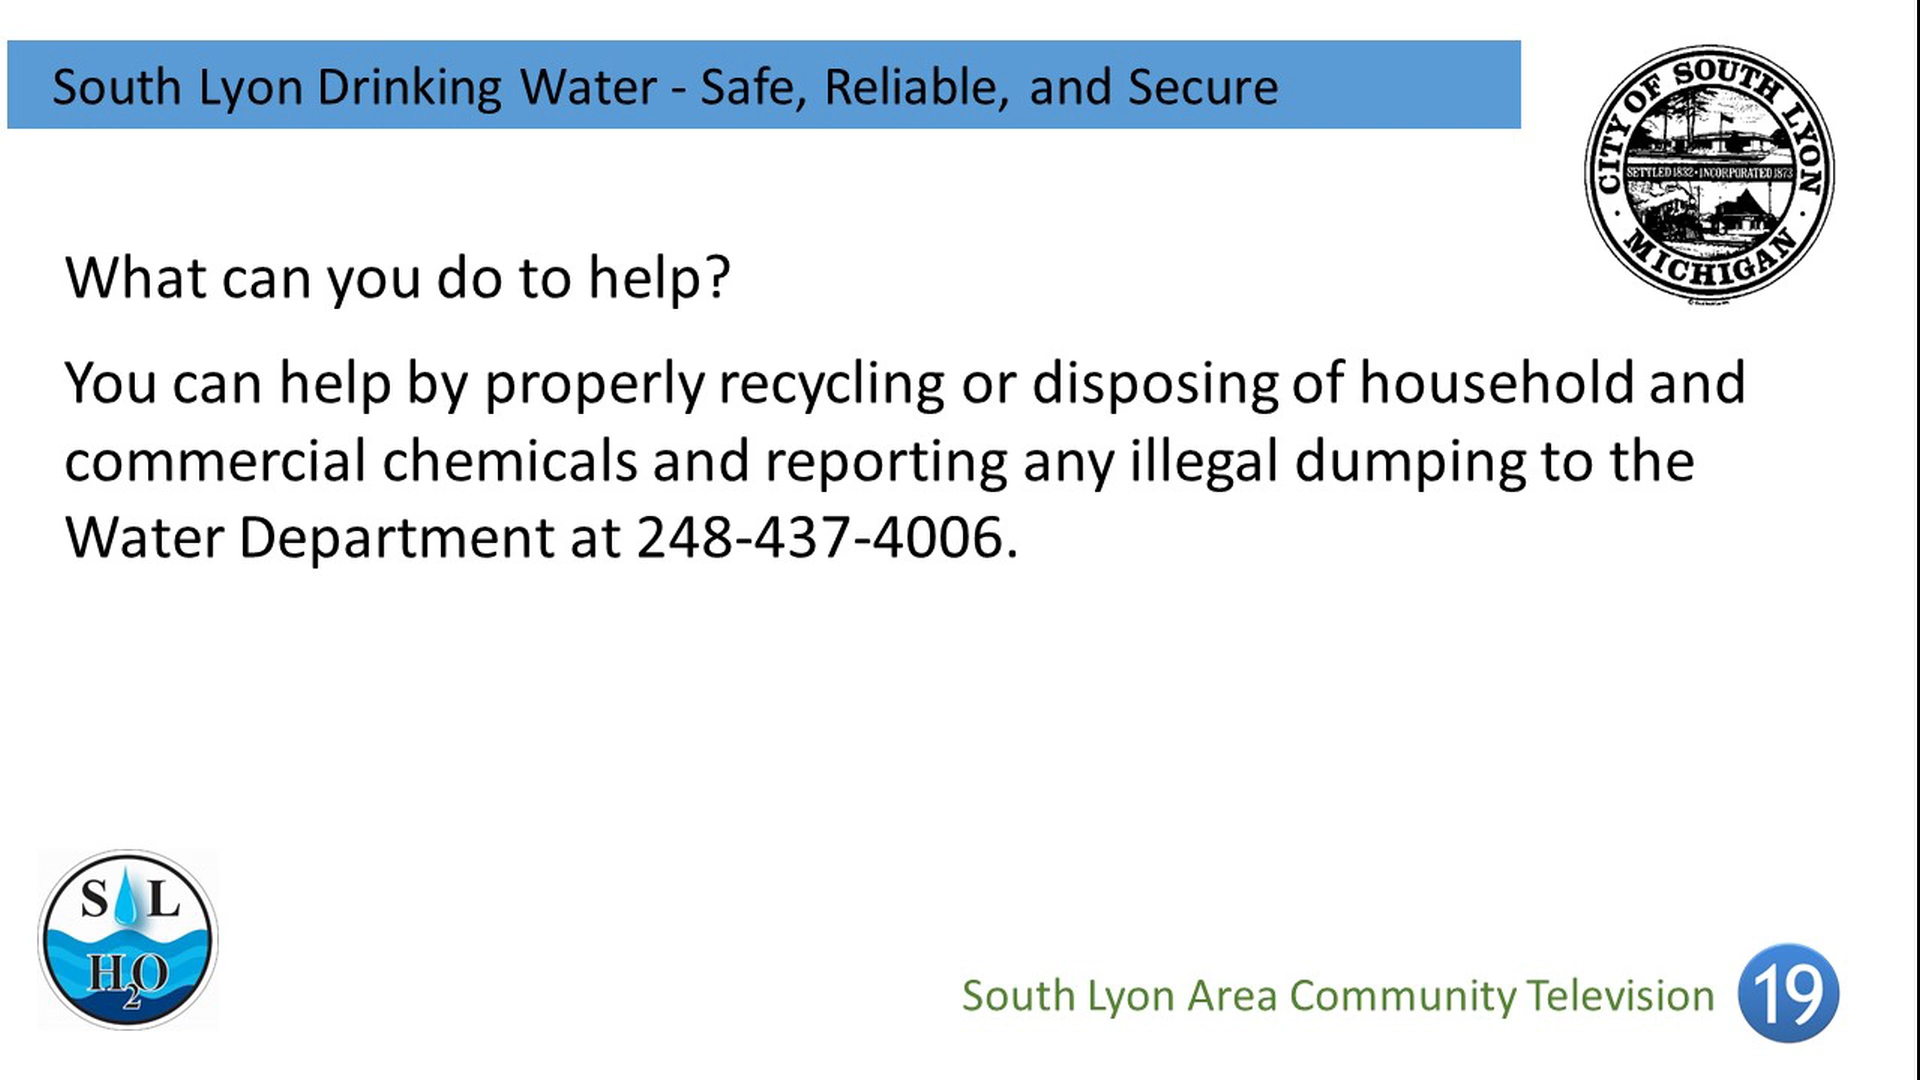 South Lyon Drinking Water - Safe, Reliable, and Secure
CITY OF SOUTH LYON
SETTLED 1832 • INCORPORATED 1873
· MICHIGAN ·
What can you do to help?
You can help by properly recycling or disposing of household and
commercial chemicals and reporting any illegal dumping to the
Water Department at 248-437-4006.
S L
H2O
South Lyon Area Community Television 19